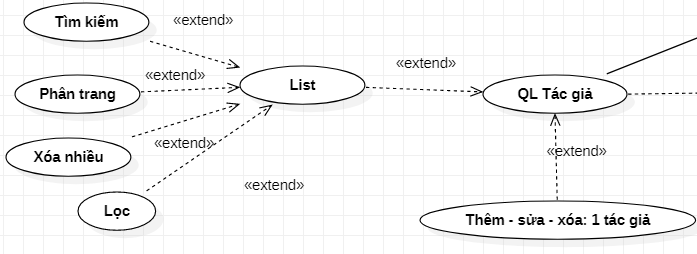 Tìm kiếm
«extend»
«extend»
Phân trang
List
«extend»
QL Tác giả
Xóa nhiều
«extend»
«extend»
«extend»
Lọc
Thêm - sửa - xóa: 1 tác giả